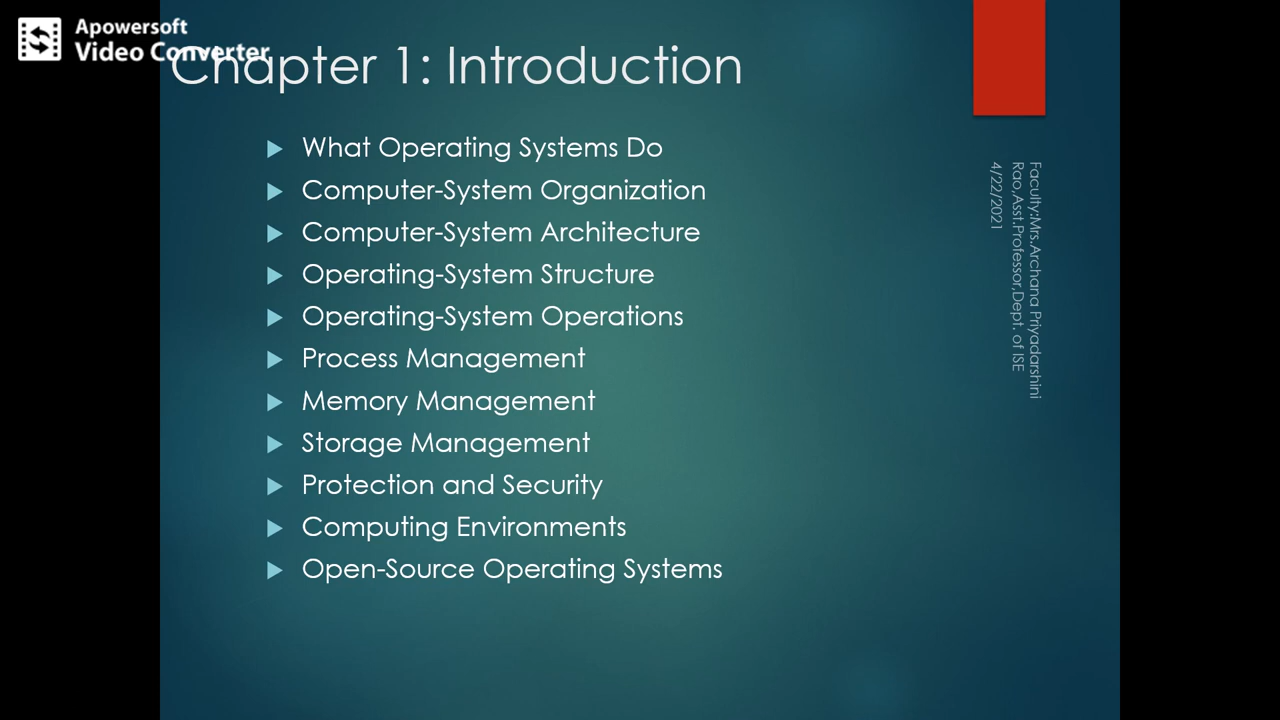 Apowersoft
Video Converter
Chapter 1: Introduction
What Operating Systems Do
Computer-System Organization
Computer-System Architecture
Operating-System Structure
Operating-System Operations
Process Management
Memory Management
Storage Management
Protection and Security
Computing Environments
Open-Source Operating Systems
Faculty:Mrs.Archana Priyadarshini
Rao,Asst.Professor,Dept. of ISE
4/22/2021